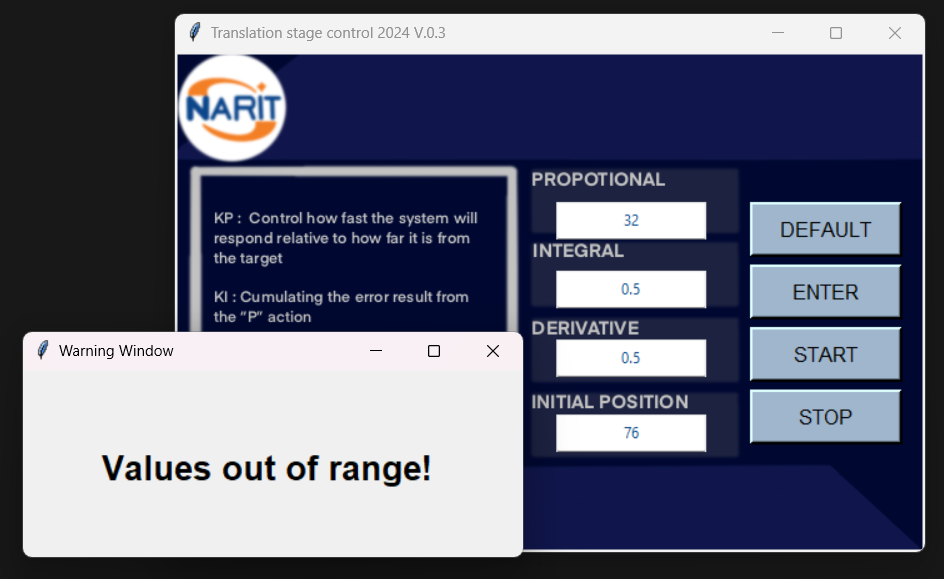 Translation stage control 2024 V.0.3
NARIT
KP : Control how fast the system will
respond relative to how far it is from
the target
KI : Cumulating the error result from
the “P” action
PROPOTIONAL
32
INTEGRAL
0.5
DERIVATIVE
0.5
INITIAL POSITION
76
DEFAULT
ENTER
START
STOP
Warning Window
Values out of range!